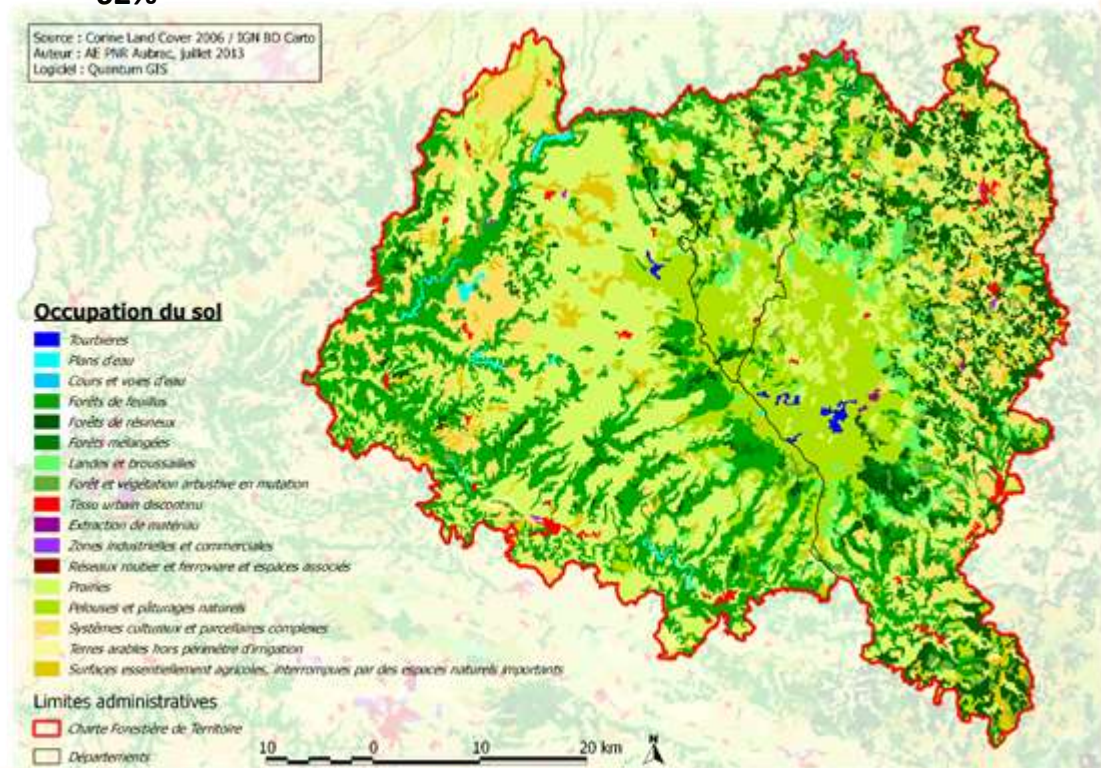 Source : Corine Land Cover 2006 / IGN BD Carto
Auteur : AE PNR Aubrac, juillet 2013
Logiciel : Quantum GIS
Occupation du sol
Tourbières
Plans d'eau
Cours et voies d'eau
Forêts de feuillus
Forêts de résineux
Forêts mélangées
Landes et broussailles
Forêt et végétation arbustive en mutation
Tissu urbain discontinu
Extraction de matériau
Zones industrielles et commerciales
Réseaux routier et ferroviare et espaces associés
Prairies
Pelouses et pâturages naturels
Systèmes culturaux et parcellaires complexes
Terres arables hors périmètre d'irrigation
Surfaces essentiellement agricoles, interrompues par des espaces naturels importants
Limites administratives
Charte Forestière de Territoire
Départements
10 0 10 20 km
N